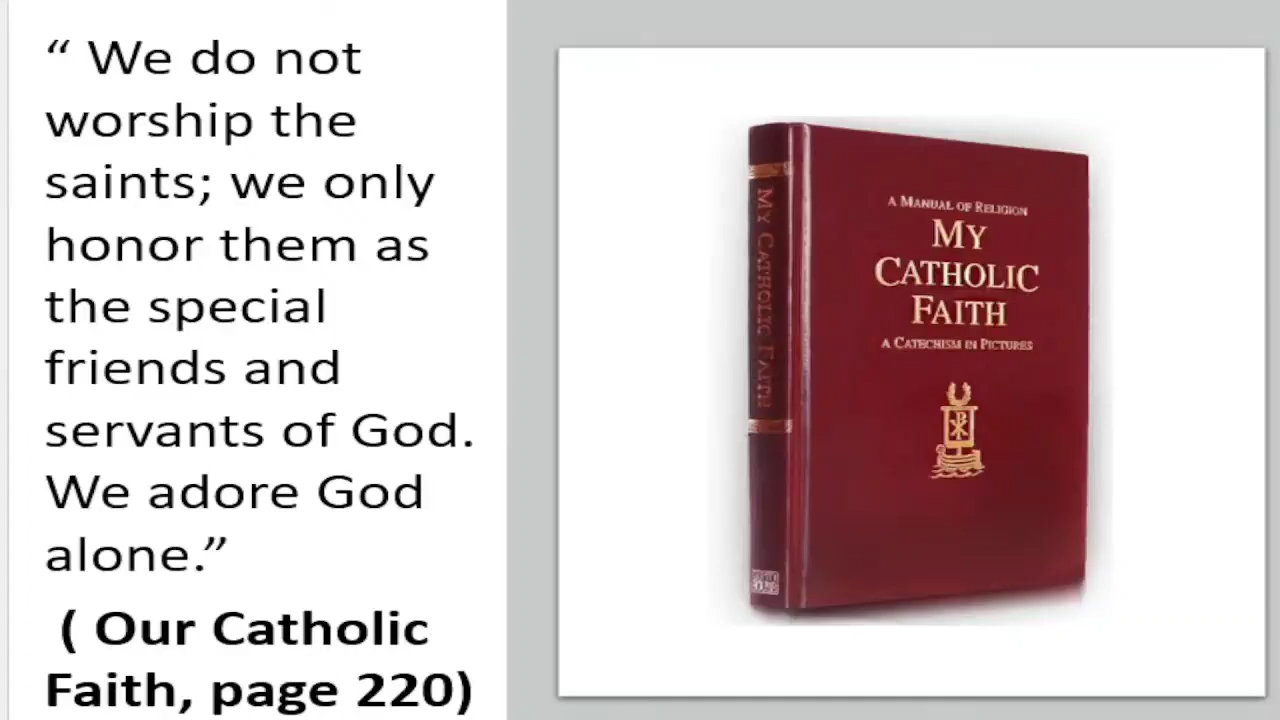 “ We do not
worship the
saints; we only
honor them as
the special
friends and
servants of God.
We adore God
alone.”
( Our Catholic
Faith, page 220)
MY CATHOLIC FAITH
A MANUAL OF RELIGION
MY
CATHOLIC
FAITH
A CATECHISM IN PICTURES